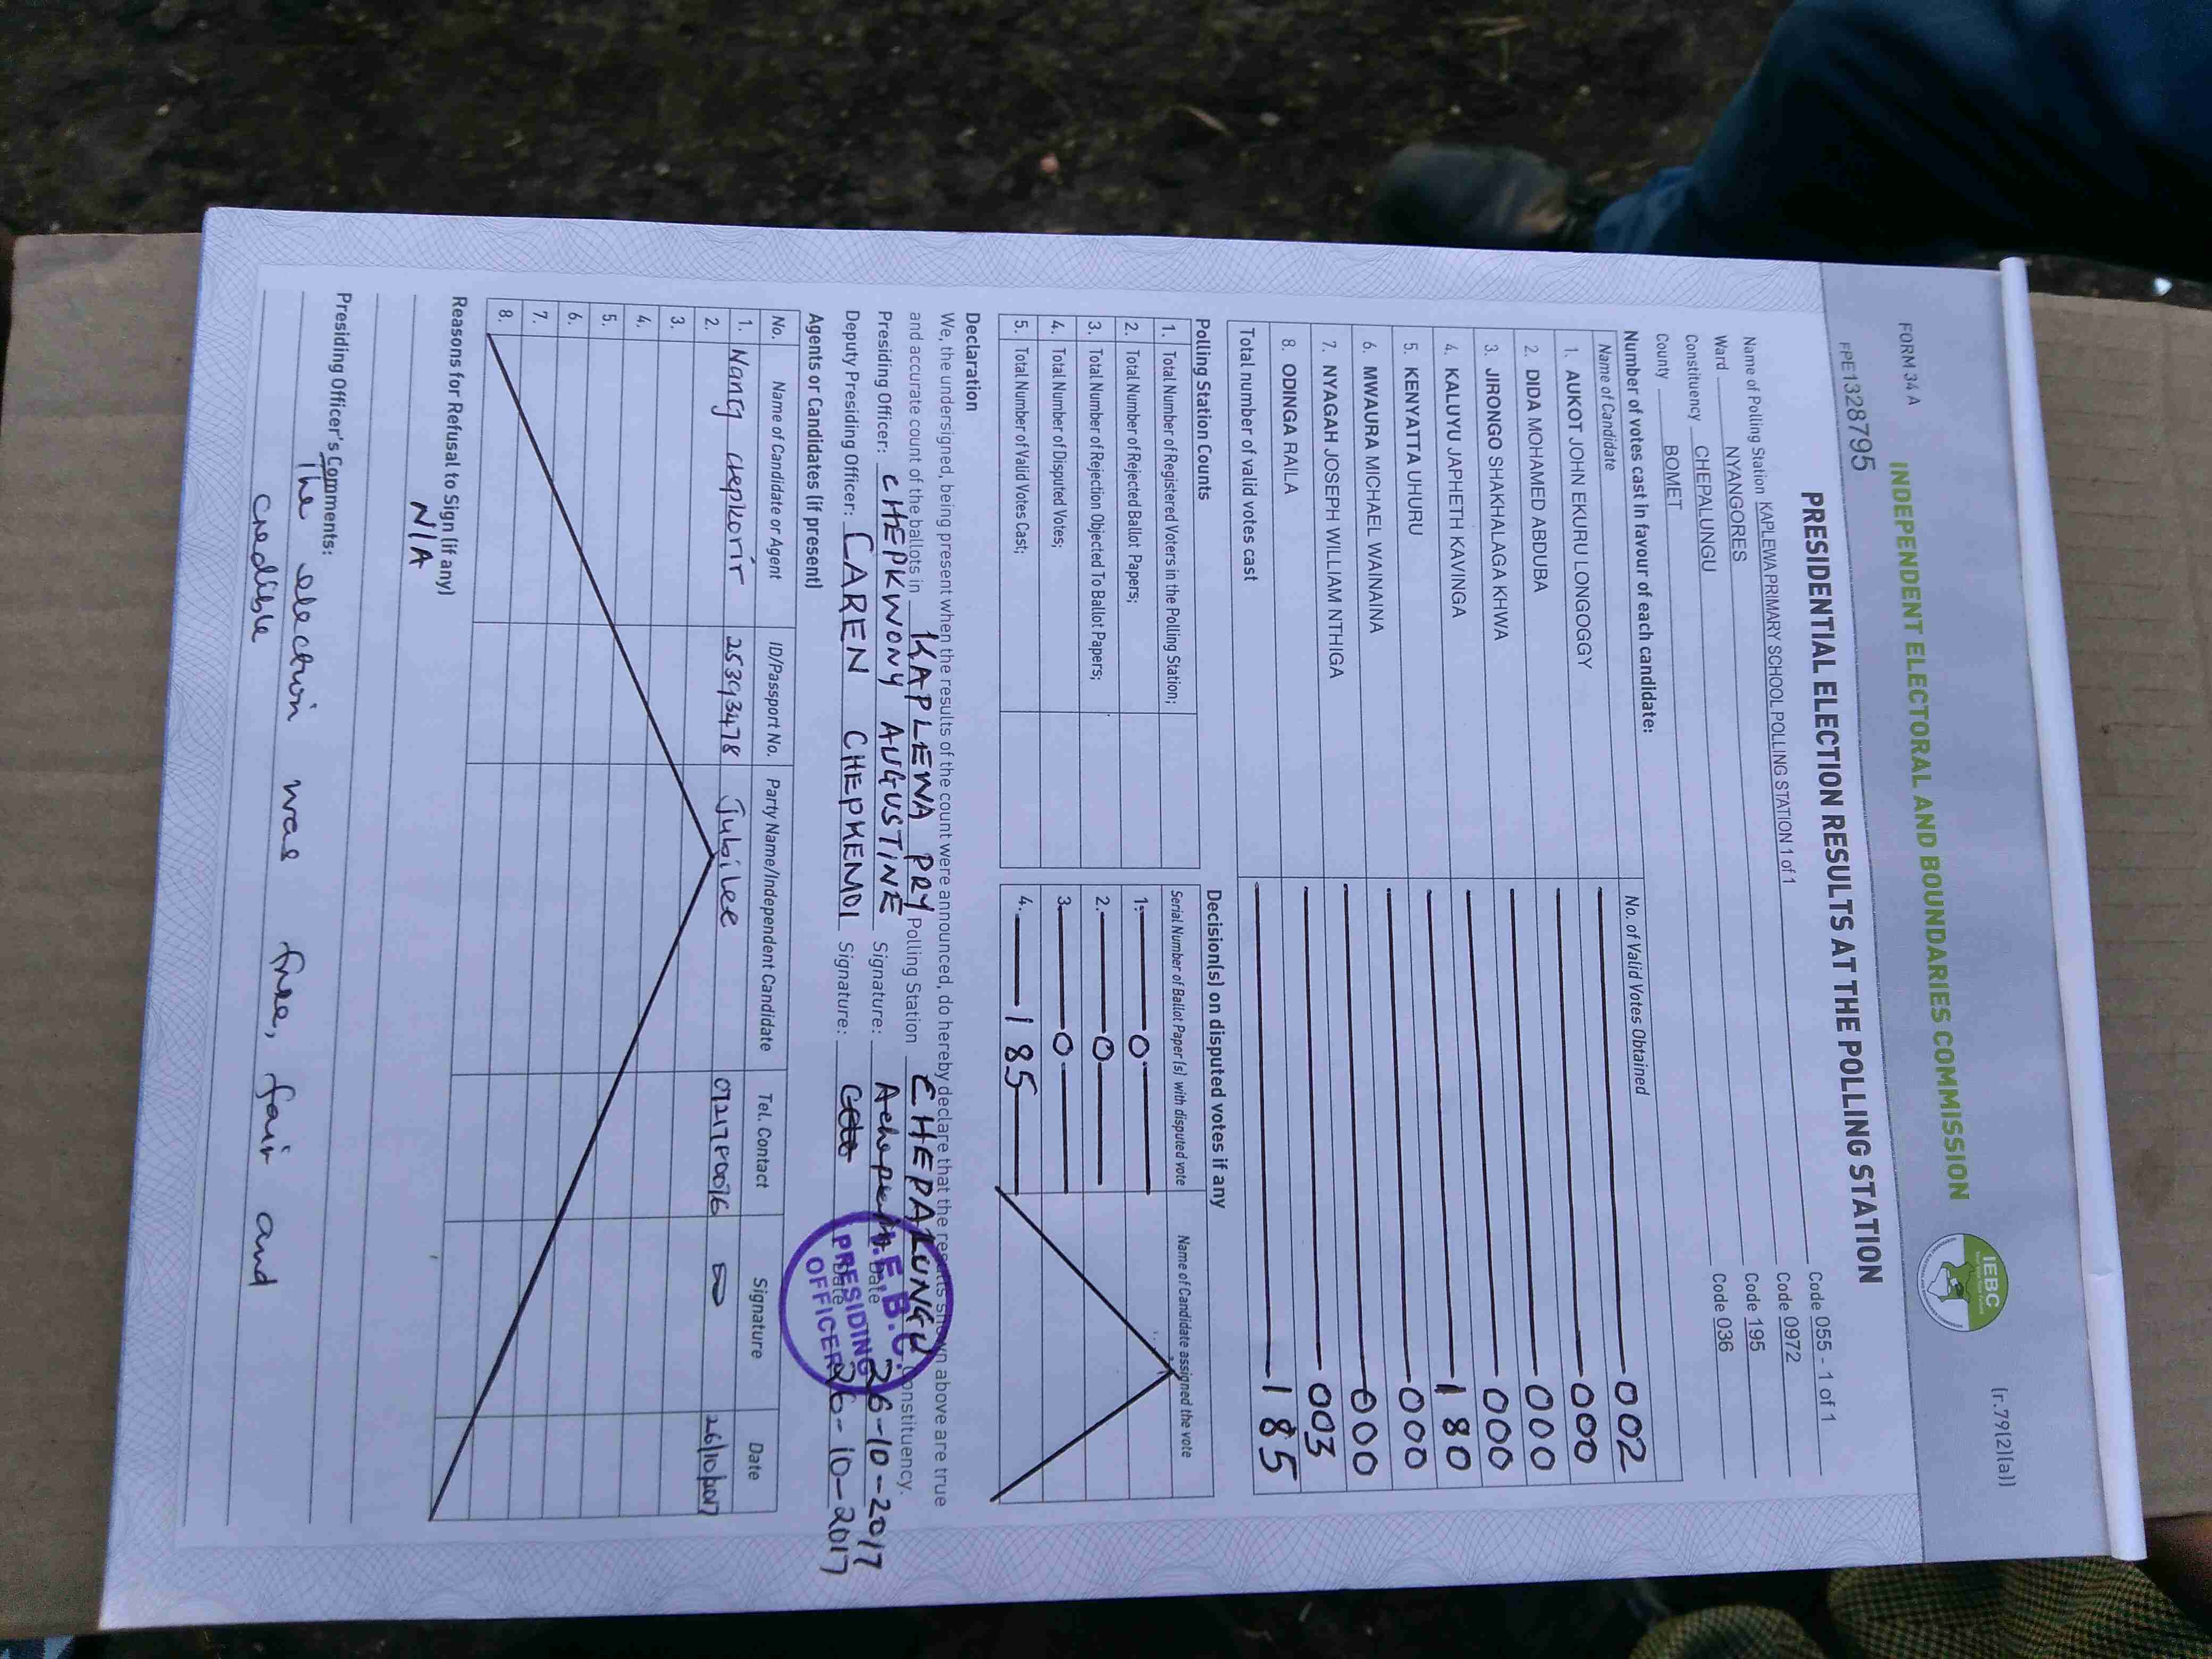 FORM 34 A
(r.79(2)(a))
INDEPENDENT ELECTORAL AND BOUNDARIES COMMISSION
IEBC
FPE1328795
PRESIDENTIAL ELECTION RESULTS AT THE POLLING STATION
Name of Polling Station KAPLEWA PRIMARY SCHOOL POLLING STATION 1 of 1 Code 055 - 1 of 1
Ward NYANGORES Code 0972
Constituency CHEPALUNGU Code 195
County BOMET Code 036
Number of votes cast in favour of each candidate:
Name of Candidate No. of Valid Votes Obtained
1. AUKOT JOHN EKURU LONGOGGY 002
2. DIDA MOHAMED ABDUBA 000
3. JIRONGO SHAKHALAGA KHWA 000
4. KALUYU JAPHETH KAVINGA 000
5. KENYATTA UHURU 180
6. MWAURA MICHAEL WAINAINA 000
7. NYAGAH JOSEPH WILLIAM NTHIGA 000
8. ODINGA RAILA 003
Total number of valid votes cast 185
Polling Station Counts
1. Total Number of Registered Voters in the Polling Station;
2. Total Number of Rejected Ballot Papers;
3. Total Number of Rejection Objected To Ballot Papers;
4. Total Number of Disputed Votes;
5. Total Number of Valid Votes Cast;
Decision(s) on disputed votes if any
Serial Number of Ballot Paper(s) with disputed vote Name of Candidate assigned the vote
1. 0
2. 0
3. 0
4. 185
Declaration
We, the undersigned, being present when the results of the count were announced, do hereby declare that the results shown above are true
and accurate count of the ballots in KAPLEWA PRY Polling Station CHEPALUNGU Constituency.
Presiding Officer: CHEPKWONY AUGUSTINE Signature: Date 26-10-2017
Deputy Presiding Officer: CAREN CHEPKEMOI Signature: Date 26-10-2017
I.E.B.C.
PRESIDING
OFFICER
Agents or Candidates (if present)
No. Name of Candidate or Agent ID/Passport No. Party Name/Independent Candidate Tel. Contact Signature Date
1. Nancy chepkorir 25393478 Jubilee 26/10/2017
2.
3.
4.
5.
6.
7.
8.
Reasons for Refusal to Sign (if any)
N/A
Presiding Officer's Comments:
The election was free, fair and
credible